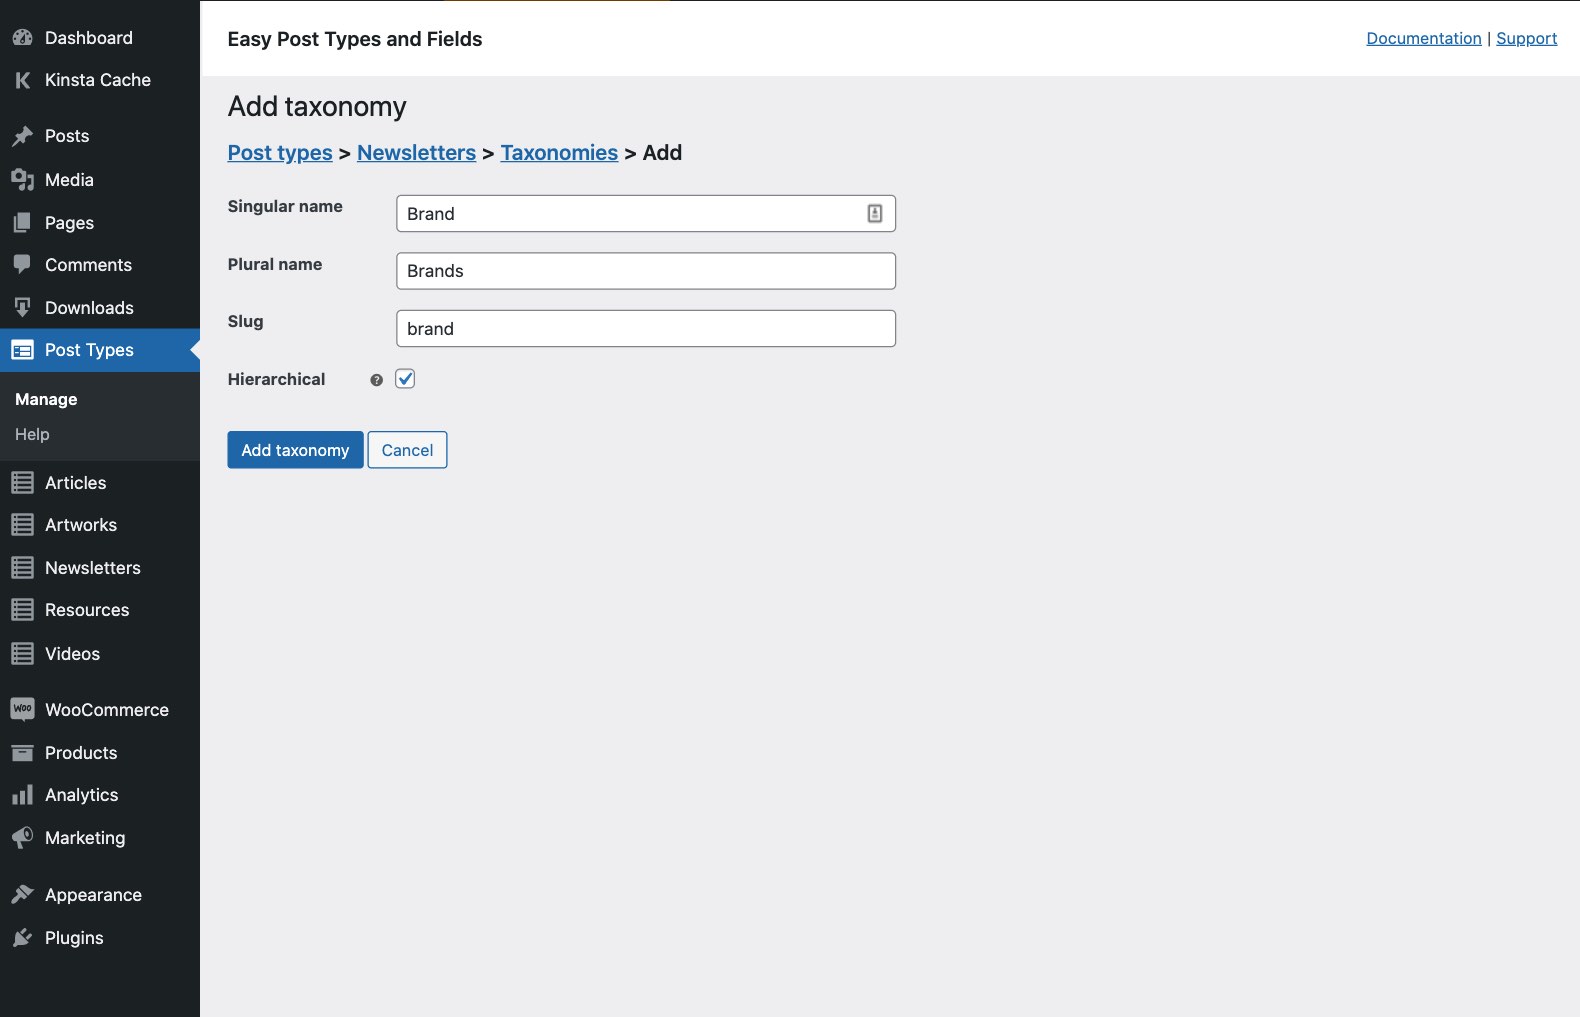 Dashboard
Kinsta Cache
Posts
Media
Pages
Comments
Downloads
Post Types
Manage
Help
Articles
Artworks
Newsletters
Resources
Videos
WooCommerce
Products
Analytics
Marketing
Appearance
Plugins
Easy Post Types and Fields
Documentation | Support
Add taxonomy
Post types > Newsletters > Taxonomies > Add
Singular name Brand
Plural name Brands
Slug brand
Hierarchical ?
Add taxonomy Cancel